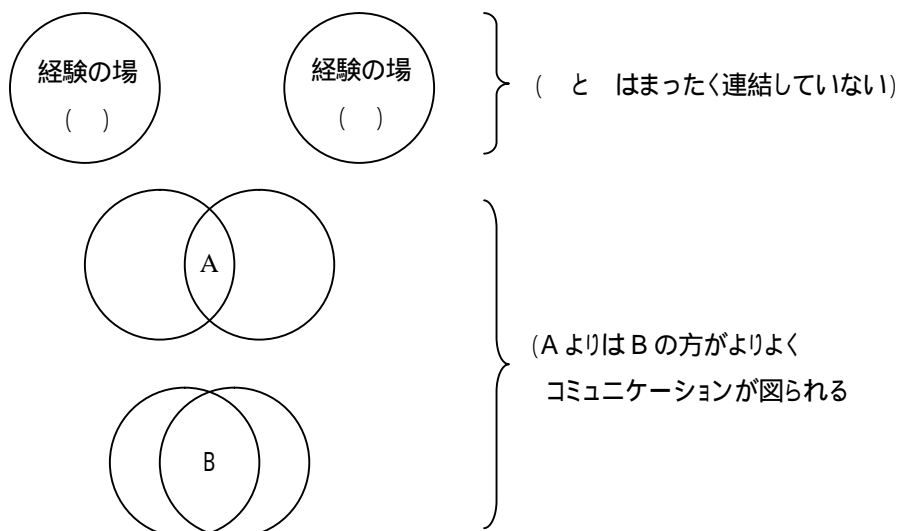 経験の場
(　)
経験の場
(　)
(　と　はまったく連結していない)
A
(A よりは B の方がよりよく
コミュニケーションが図られる
B